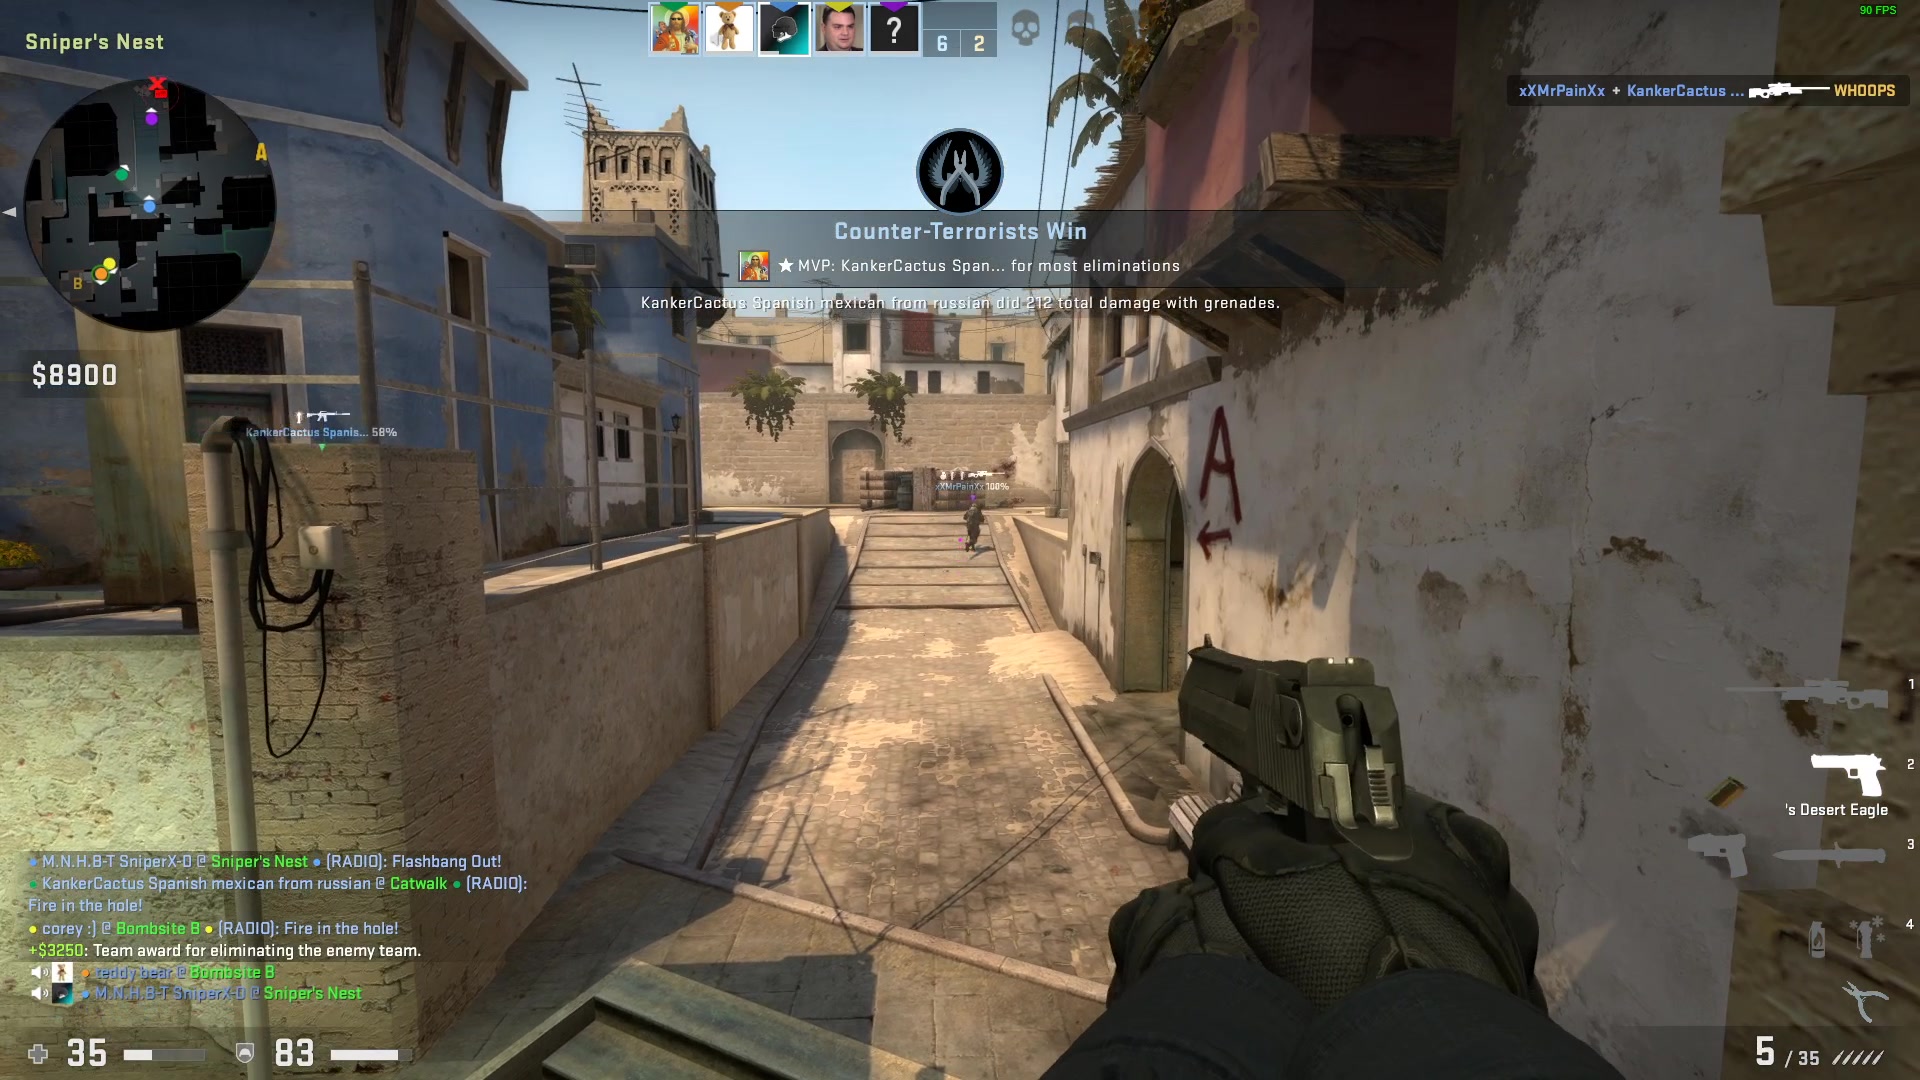 90 FPS
Sniper's Nest
?
6 2
xXMrPainXx + KankerCactus ... WHOOPS
A
B
Counter-Terrorists Win
MVP: KankerCactus Span... for most eliminations
KankerCactus Spanish mexican from russian did 212 total damage with grenades.
$8900
KankerCactus Spanis... 58%
xXMrPainXx 100%
A
1
2
's Desert Eagle
3
4
M.N.H.B-T SniperX-D @ Sniper's Nest ● (RADIO): Flashbang Out!
● KankerCactus Spanish mexican from russian @ Catwalk ● (RADIO):
Fire in the hole!
● corey :) @ Bombsite B ● (RADIO): Fire in the hole!
+$3250: Team award for eliminating the enemy team.
● teddy bear @ Bombsite B
● M.N.H.B-T SniperX-D @ Sniper's Nest
35 83
5 / 35